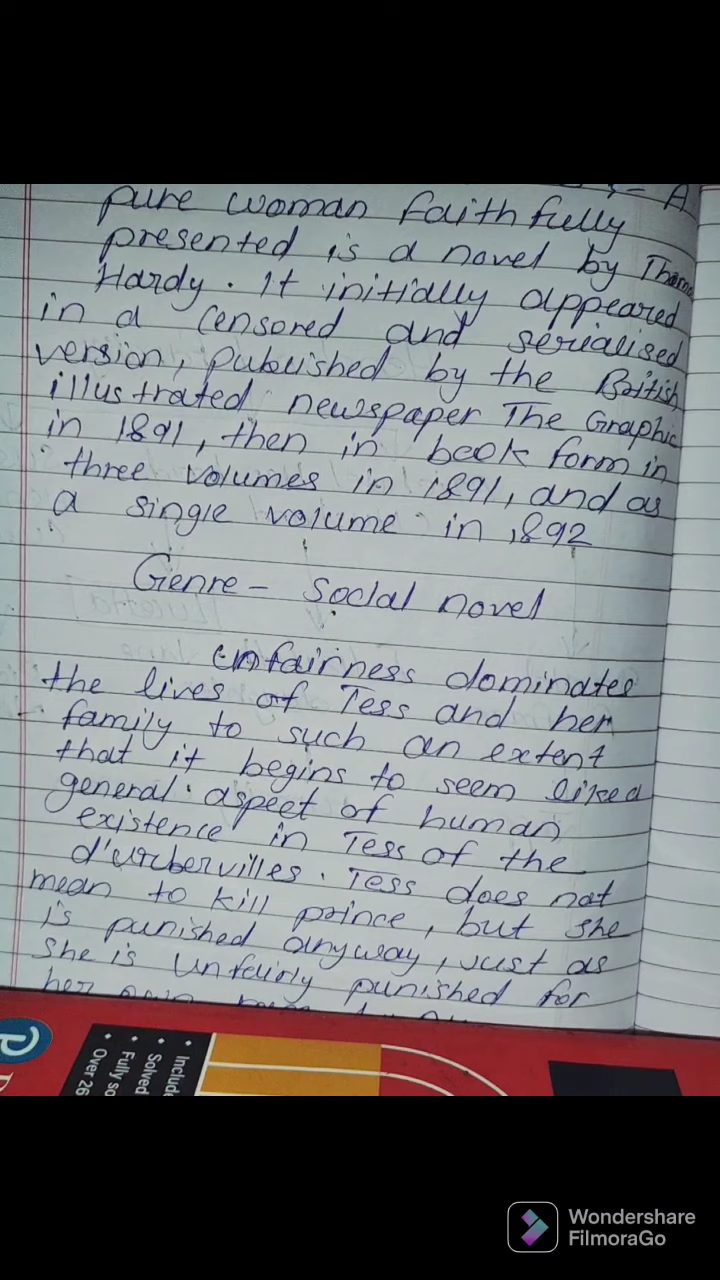 A
pure woman faithfully
presented is a novel by Thoma
Hardy. It initially appeared
in a censored and serialised
version, published by the British
illustrated newspaper The Graphic
in 1891, then in book form in
three volumes in 1891, and as
a single volume in 1892
Genre - Social novel
Unfairness dominates
the lives of Tess and her
family to such an extent
that it begins to seem like a
general aspect of human
existence in Tess of the
d'urbervilles. Tess does not
mean to kill prince, but she
is punished anyway, just as
she is unfairly punished for
her own
• Includ
• Solved
• Fully so
• Over 26
Wondershare
FilmoraGo